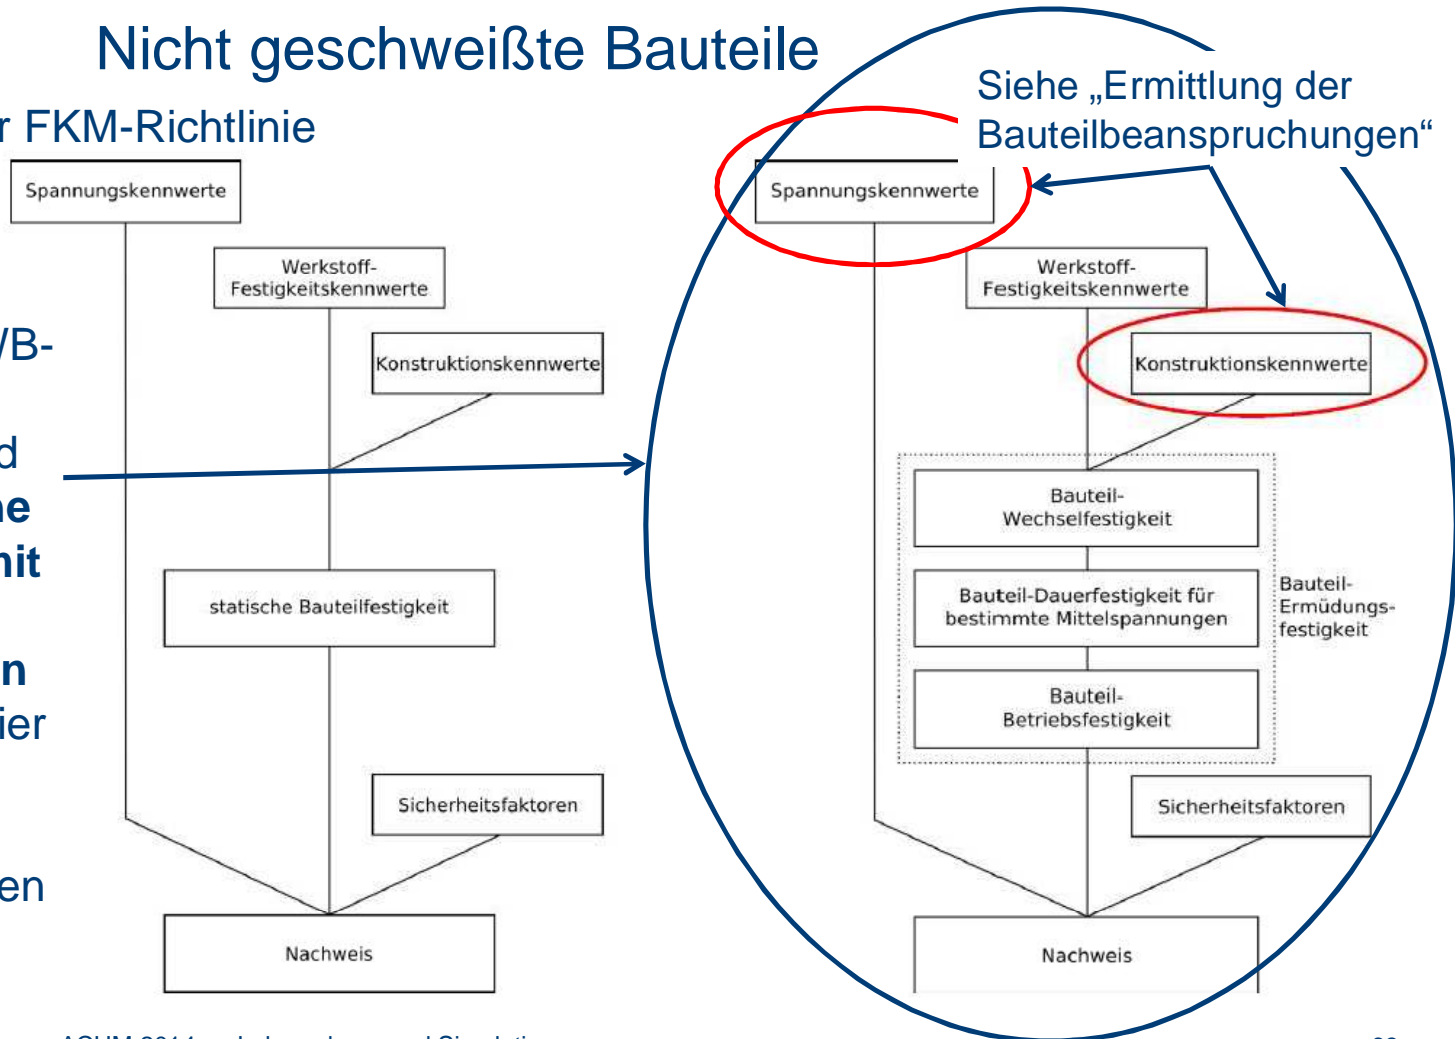 Nicht geschweißte Bauteile
r FKM-Richtlinie
Siehe „Ermittlung der
Bauteilbeanspruchungen“
/B-
d
ne
nit
n
ier
en
Spannungskennwerte
Werkstoff-
Festigkeitskennwerte
Konstruktionskennwerte
statische Bauteilfestigkeit
Sicherheitsfaktoren
Nachweis
Spannungskennwerte
Werkstoff-
Festigkeitskennwerte
Konstruktionskennwerte
Bauteil-
Wechselfestigkeit
Bauteil-Dauerfestigkeit für
bestimmte Mittelspannungen
Bauteil-
Betriebsfestigkeit
Bauteil-
Ermüdungs-
festigkeit
Sicherheitsfaktoren
Nachweis